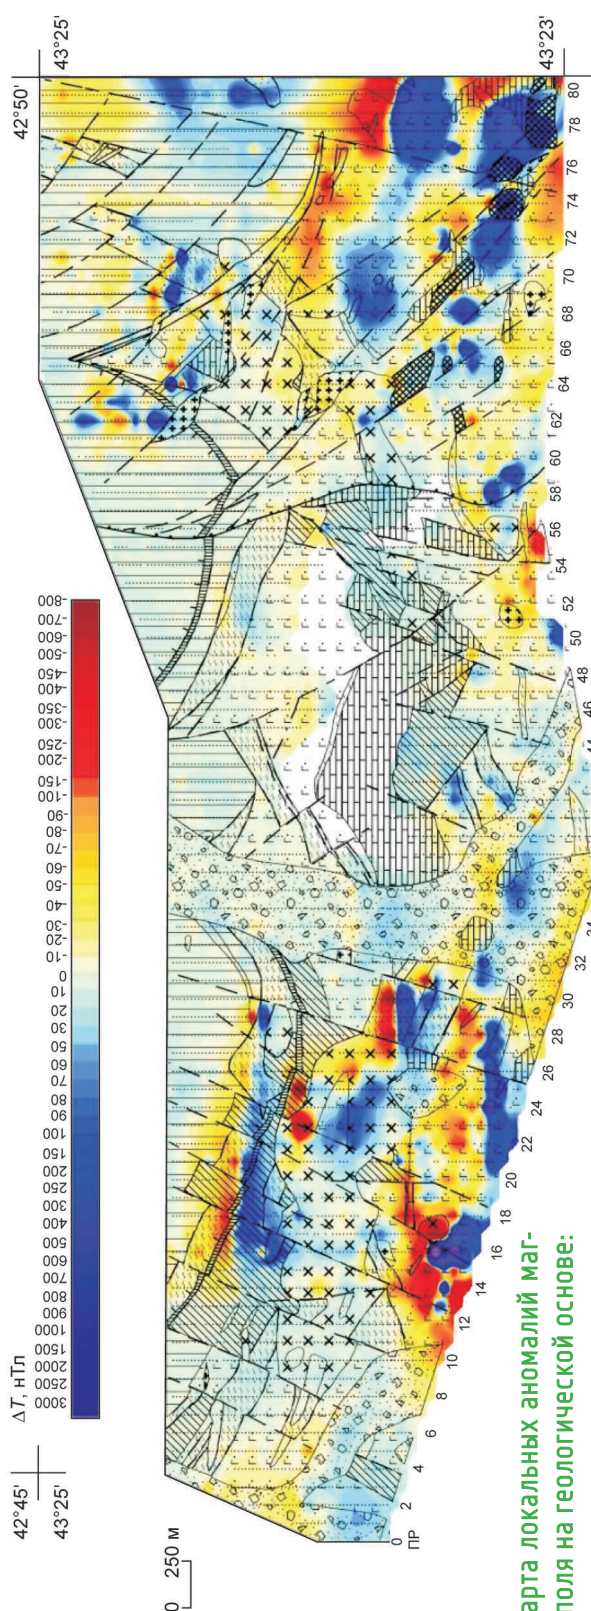 42°45' 42°50'
43°25' 43°25'
ΔT, нТл
-800 -700 -600 -500 -450 -400 -350 -300 -250 -200 -150 -100 -90 -80 -70 -60 -50 -40 -30 -20 -10 0 10 20 30 50 60 70 80 90 100 150 200 250 300 400 500 600 700 800 900 1000 1500 2000 2500 3000
0 250 м
43°23'
ПР 0 2 4 6 8 10 12 14 16 18 20 22 24 26 28 30 32 46 48 50 52 54 56 58 60 62 64 66 68 70 72 74 76 78 80
арта локальных аномалий маг-
поля на геологической основе: